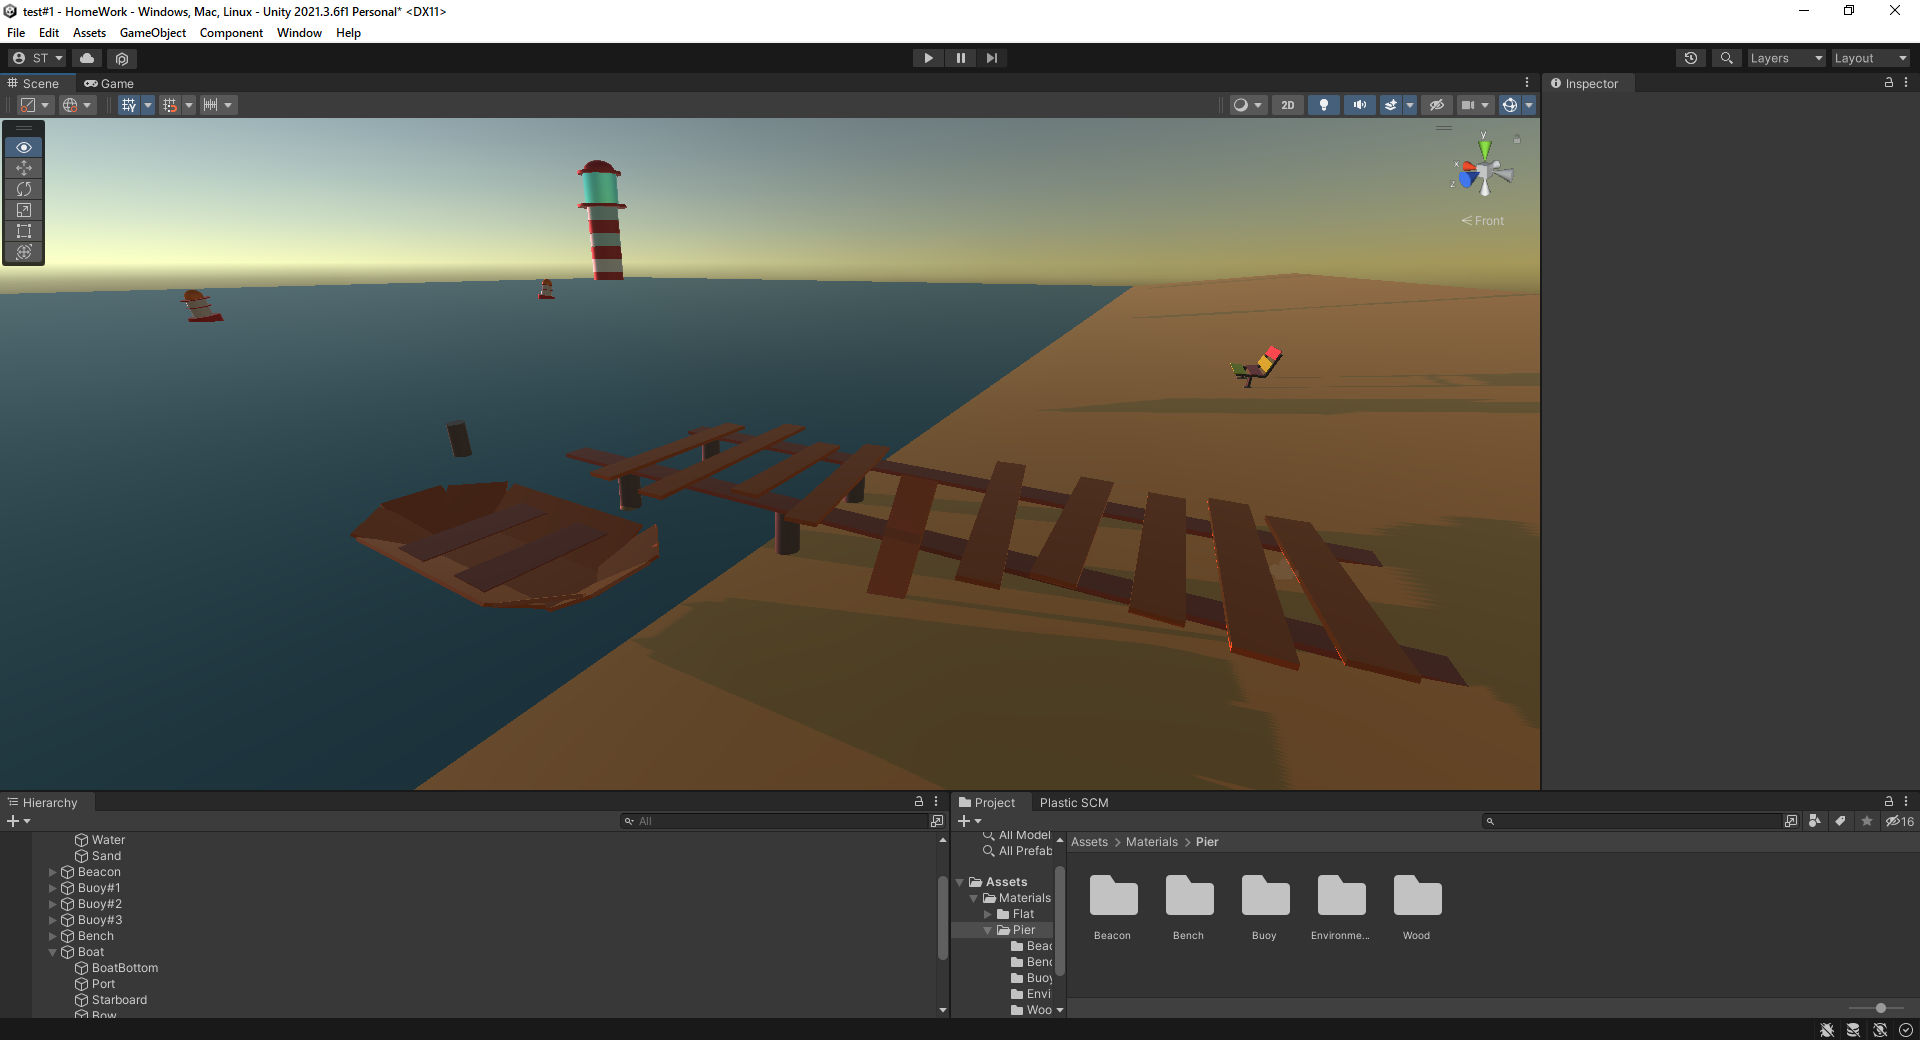 test#1 - HomeWork - Windows, Mac, Linux - Unity 2021.3.6f1 Personal* <DX11>
File Edit Assets GameObject Component Window Help
ST Layers Layout
Scene Game Inspector
2D
y
x
z
Front
Hierarchy
All
Water
Sand
Beacon
Buoy#1
Buoy#2
Buoy#3
Bench
Boat
BoatBottom
Port
Starboard
Bow
Project Plastic SCM
16
All Model
All Prefab
Assets
Materials
Flat
Pier
Beac
Benc
Buoy
Envi
Woo
Assets > Materials > Pier
Beacon Bench Buoy Environme... Wood